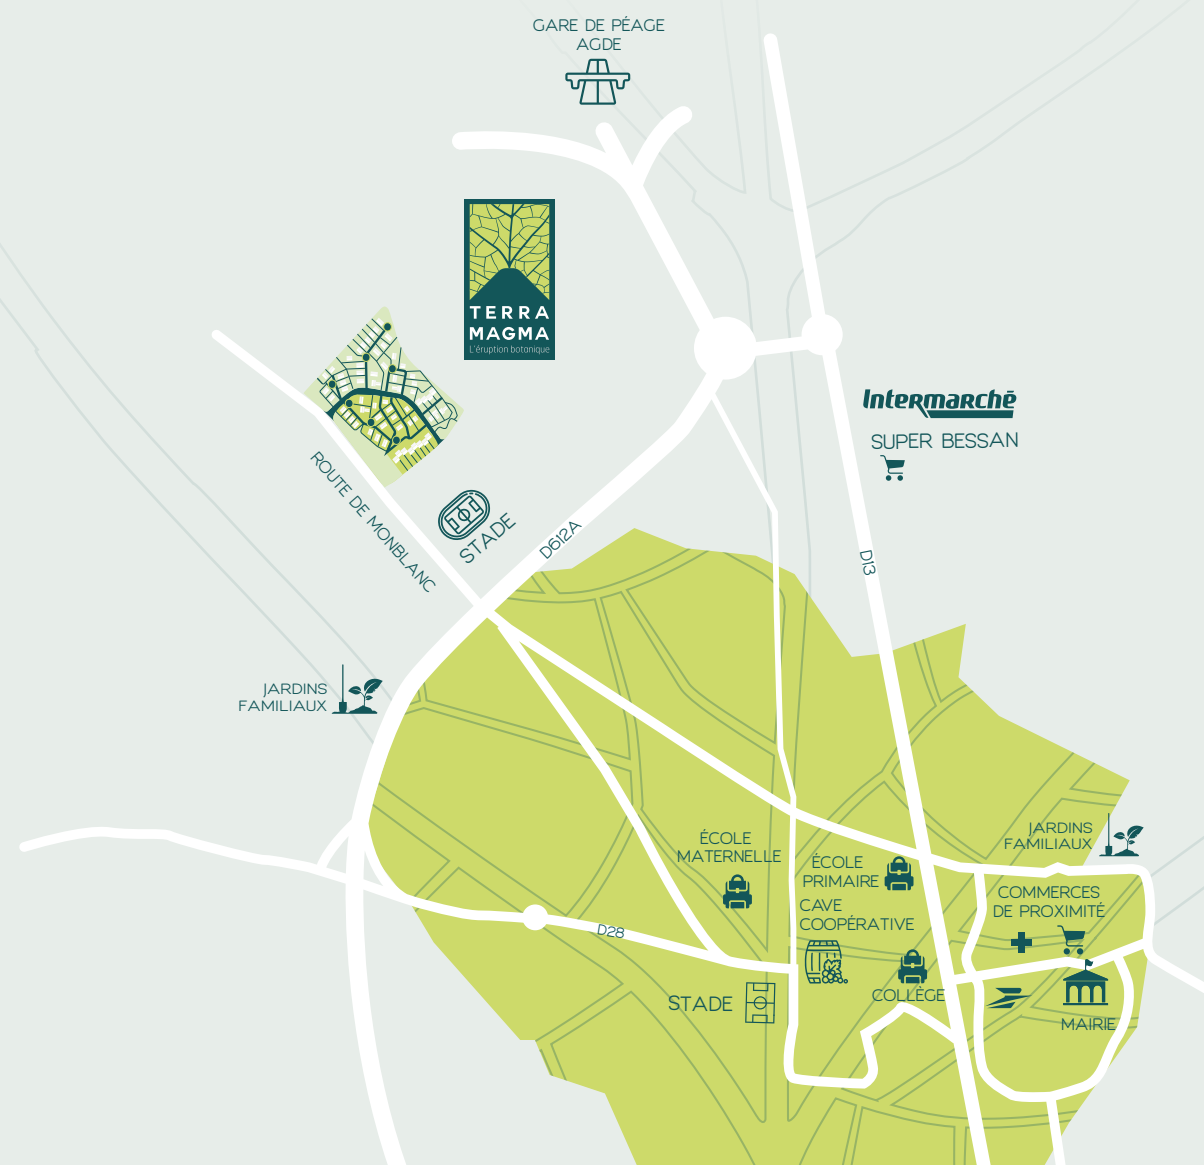 GARE DE PÉAGE
AGDE
TERRA
MAGMA
L'éruption botanique
Intermarchē
SUPER BESSAN
ROUTE DE MONBLANC
STADE
D612A
D13
JARDINS
FAMILIAUX
ÉCOLE
MATERNELLE
ÉCOLE
PRIMAIRE
JARDINS
FAMILIAUX
COMMERCES
DE PROXIMITÉ
CAVE
COOPÉRATIVE
D28
STADE
COLLÈGE
MAIRIE